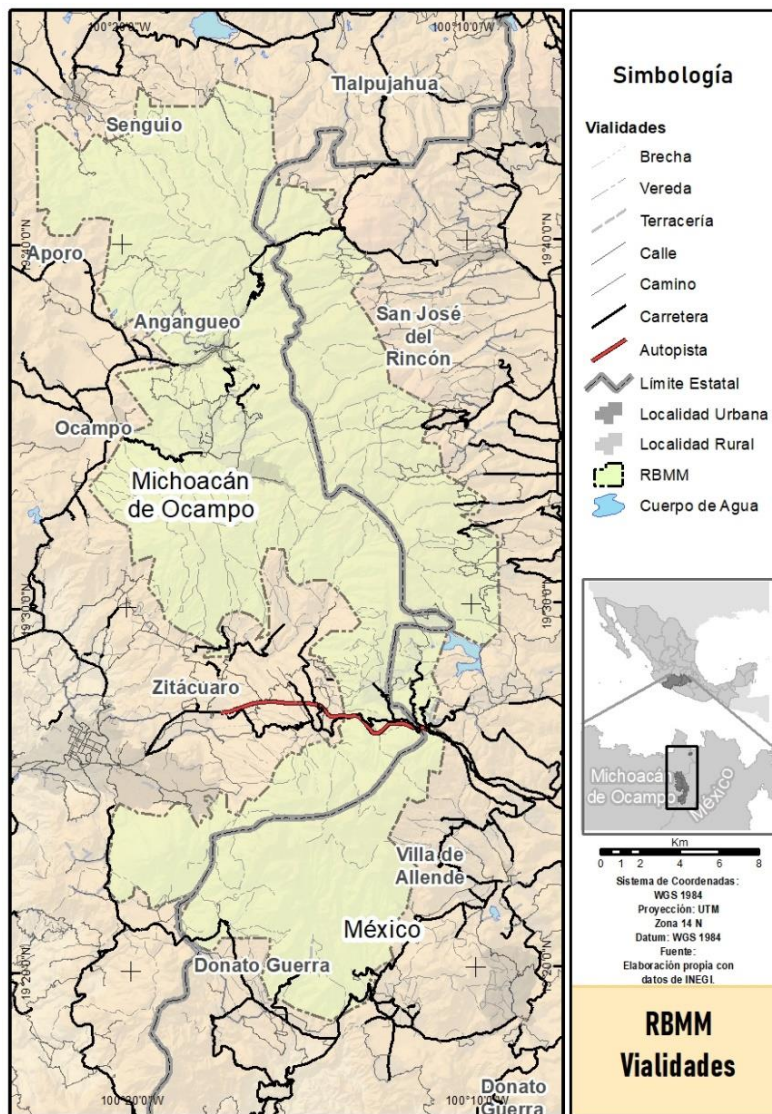 100°20'0"W
100°10'0"W
Tlalpujahua
Senguio
19°40'0"N
19°40'0"N
Aporo
Angangueo
San José
del
Rincón
Ocampo
Michoacán
de Ocampo
19°30'0"N
19°30'0"N
Zitácuaro
Villa de
Allende
México
Donato Guerra
19°20'0"N
19°20'0"N
100°20'0"W
100°10'0"W
Donato
Guerra
Simbología
Vialidades
Brecha
Vereda
Terracería
Calle
Camino
Carretera
Autopista
Límite Estatal
Localidad Urbana
Localidad Rural
RBMM
Cuerpo de Agua
Michoacán
de Ocampo
México
Km
0 1 2 4 6 8
Sistema de Coordenadas:
WGS 1984
Proyección: UTM
Zona 14 N
Datum: WGS 1984
Fuente:
Elaboración propia con
datos de INEGI.
RBMM
Vialidades